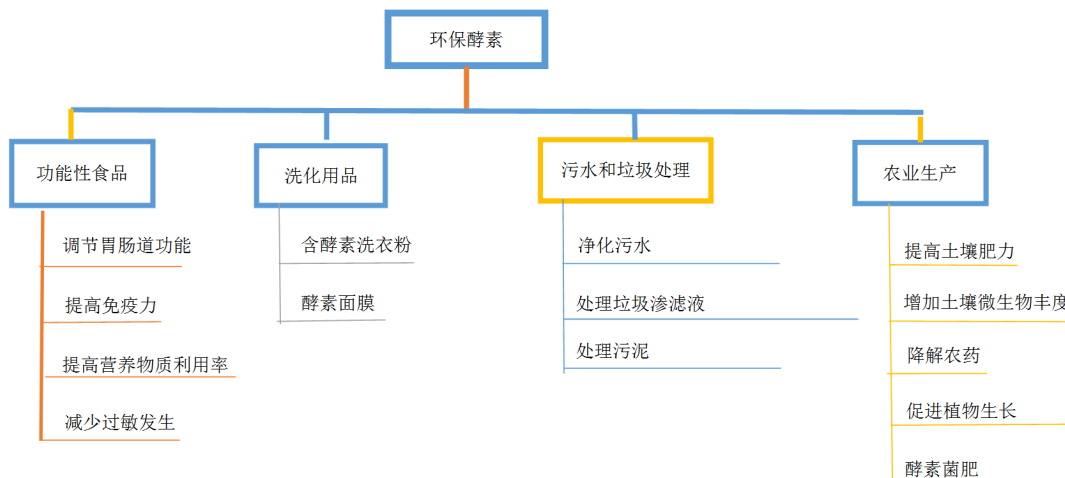 环保酵素
功能性食品
洗化用品
污水和垃圾处理
农业生产
调节胃肠道功能
提高免疫力
提高营养物质利用率
减少过敏发生
含酵素洗衣粉
酵素面膜
净化污水
处理垃圾渗滤液
处理污泥
提高土壤肥力
增加土壤微生物丰度
降解农药
促进植物生长
酵素菌肥